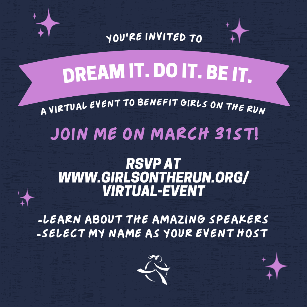 YOU'RE INVITED TO
DREAM IT. DO IT. BE IT.
A VIRTUAL EVENT TO BENEFIT GIRLS ON THE RUN
JOIN ME ON MARCH 31ST!
RSVP AT
WWW.GIRLSONTHERUN.ORG/
VIRTUAL-EVENT
-LEARN ABOUT THE AMAZING SPEAKERS
-SELECT MY NAME AS YOUR EVENT HOST